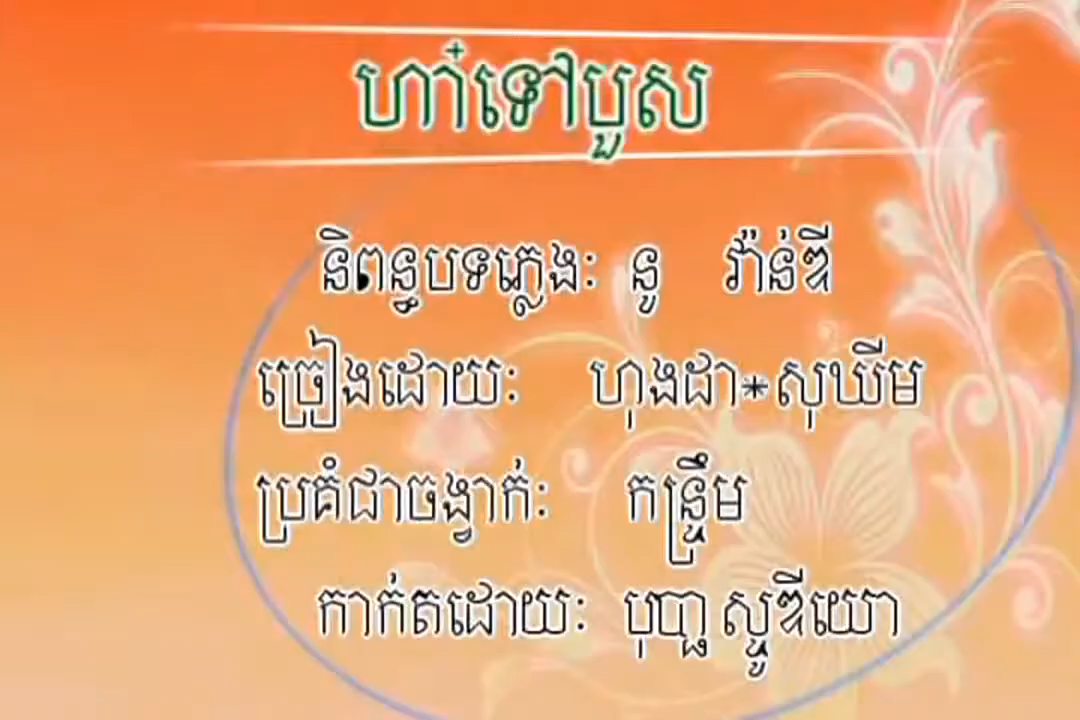 ហា៎ទៅបួស
និពន្ធបទភ្លេងៈ នូ វ៉ាន់ឌី
ច្រៀងដោយៈ ហុងដា*សុឃីម
ប្រគំជាចង្វាក់ៈ កន្ទ្រឹម
កាក់តដោយៈ បុប្ផា ស្ទូឌីយោ